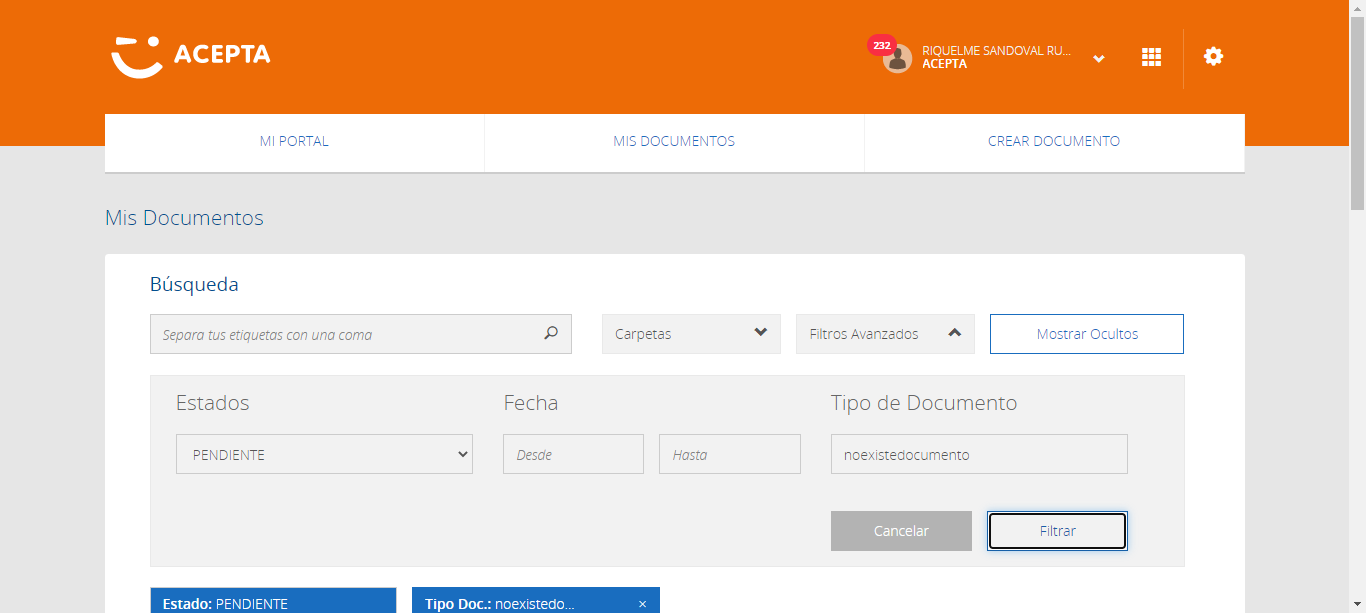 ACEPTA
232
RIQUELME SANDOVAL RU...
ACEPTA
MI PORTAL
MIS DOCUMENTOS
CREAR DOCUMENTO
Mis Documentos
Búsqueda
Separa tus etiquetas con una coma
Carpetas
Filtros Avanzados
Mostrar Ocultos
Estados
Fecha
Tipo de Documento
PENDIENTE
Desde
Hasta
noexistedocumento
Cancelar
Filtrar
Estado: PENDIENTE
Tipo Doc.: noexistedo... ×